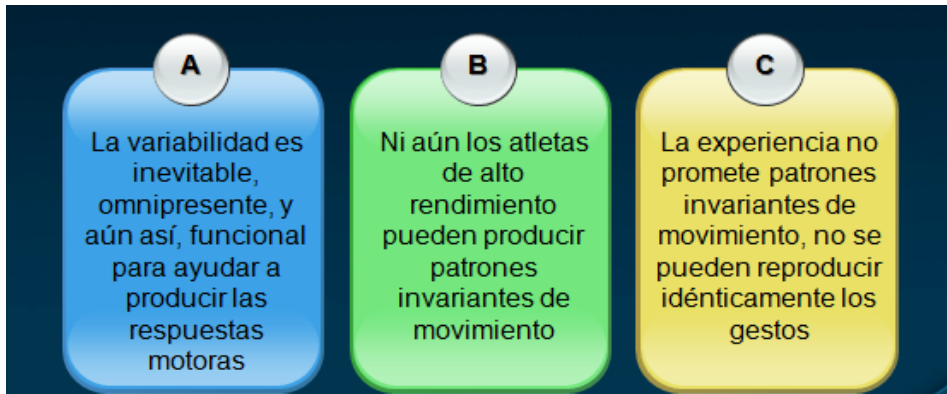 A
La variabilidad es
inevitable,
omnipresente, y
aún así, funcional
para ayudar a
producir las
respuestas
motoras
B
Ni aún los atletas
de alto
rendimiento
pueden producir
patrones
invariantes de
movimiento
C
La experiencia no
promete patrones
invariantes de
movimiento, no se
pueden reproducir
idénticamente los
gestos